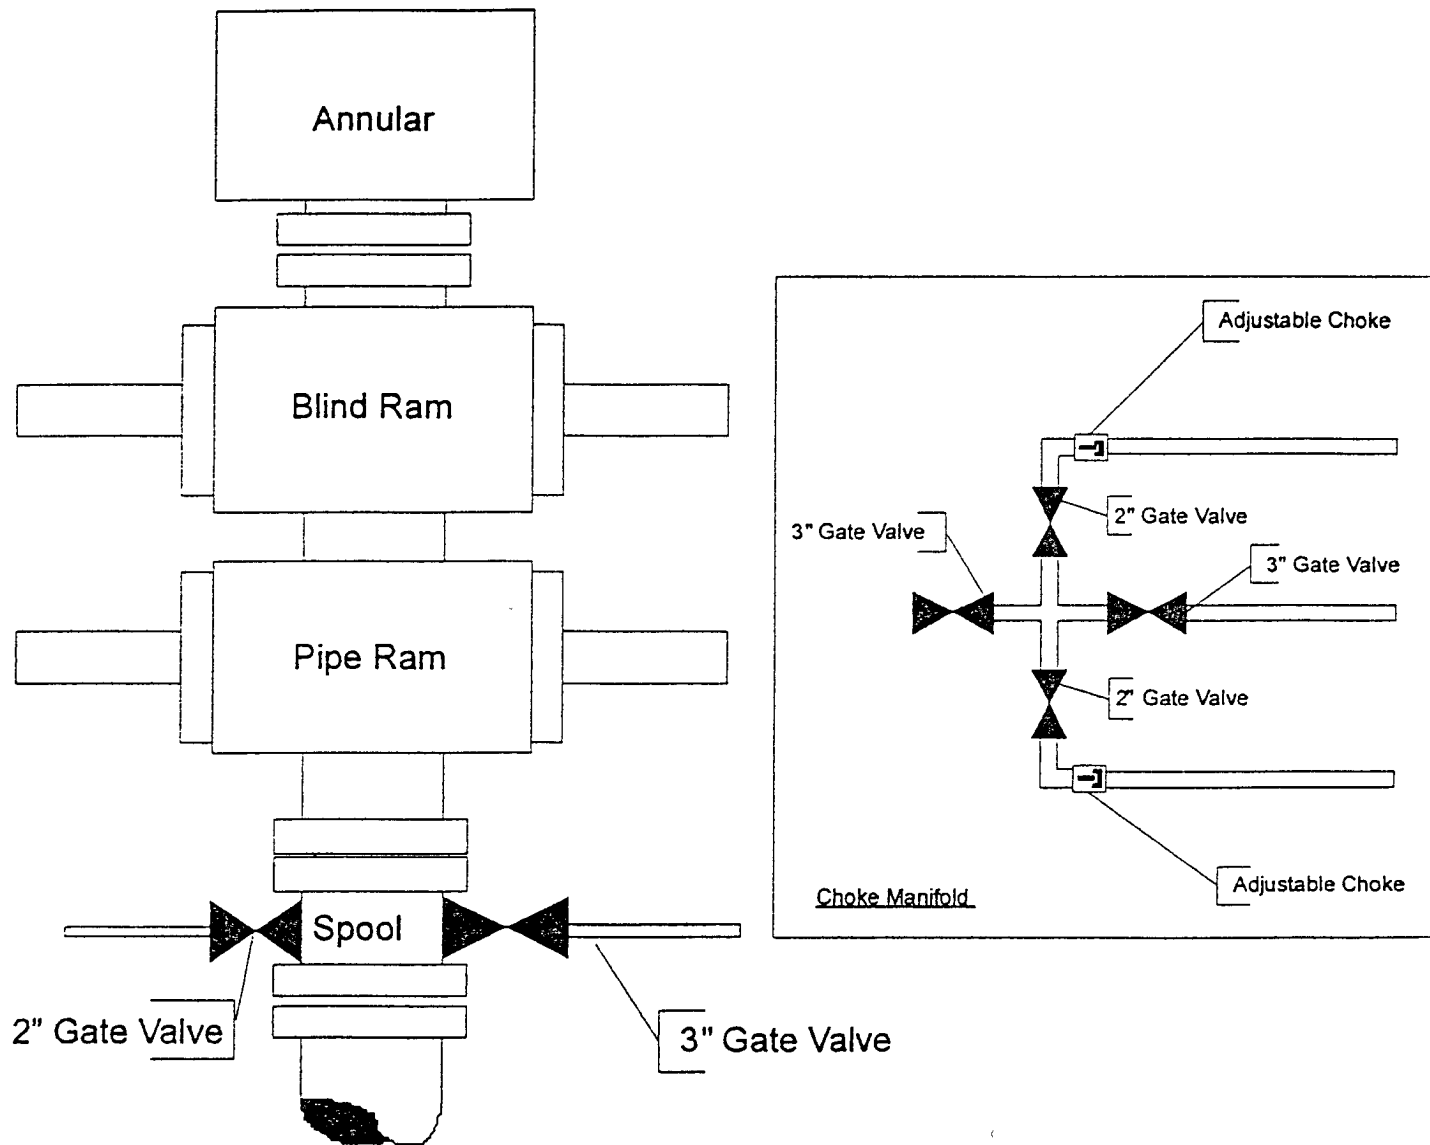 Annular
Blind Ram
Pipe Ram
Spool
2" Gate Valve
3" Gate Valve
Adjustable Choke
2" Gate Valve
3" Gate Valve
3" Gate Valve
2" Gate Valve
Adjustable Choke
Choke Manifold